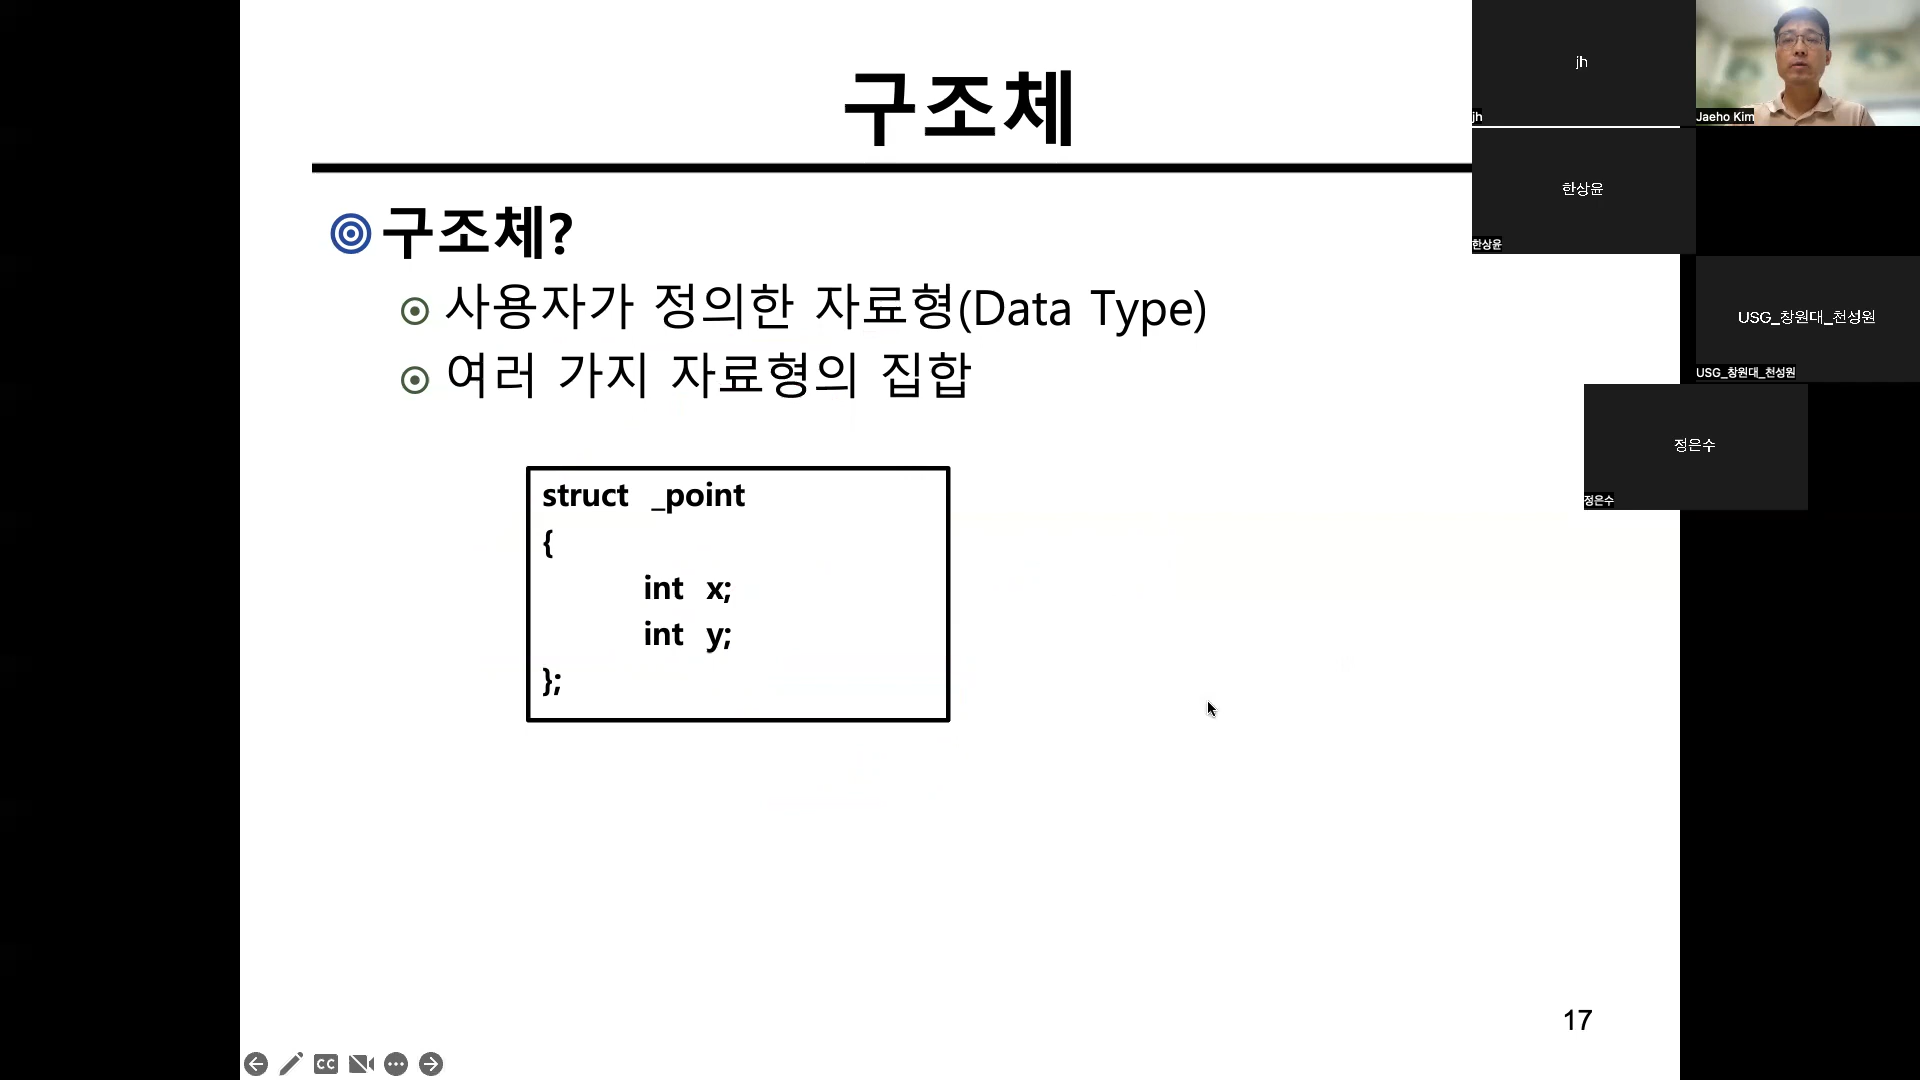 구조체
구조체?
사용자가 정의한 자료형(Data Type)
여러 가지 자료형의 집합
struct _point
{
int x;
int y;
};
17
CC
jh
jh
Jaeho Kim
한상윤
한상윤
USG_창원대_천성원
USG_창원대_천성원
정은수
정은수